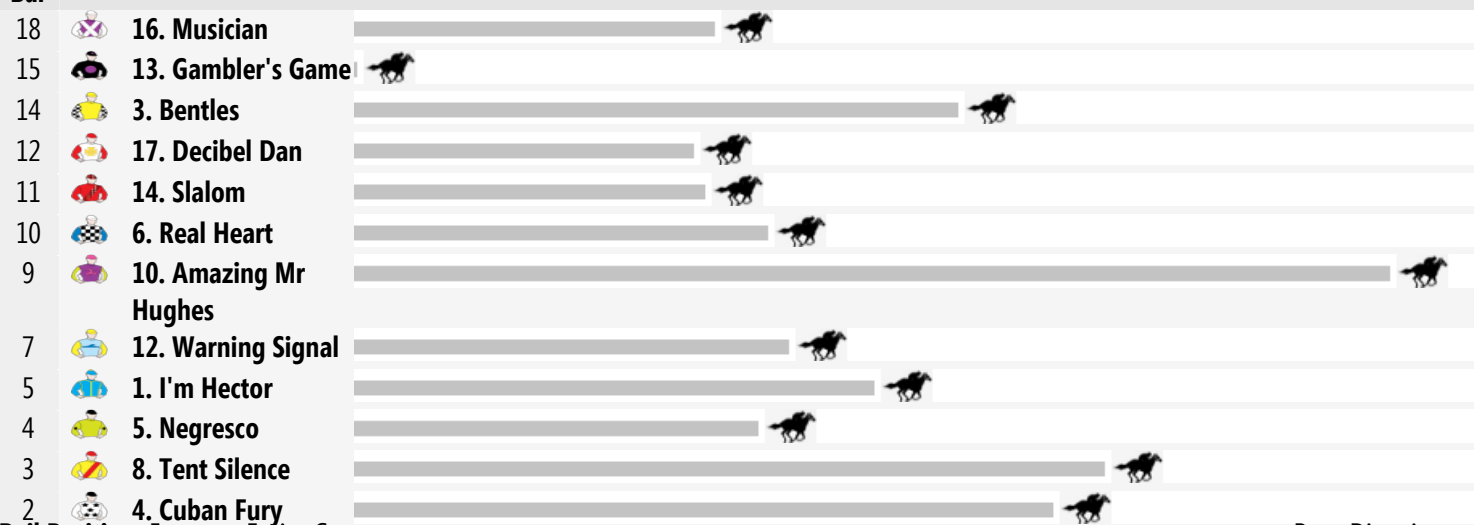 18 16. Musician
15 13. Gambler's Game
14 3. Bentles
12 17. Decibel Dan
11 14. Slalom
10 6. Real Heart
9 10. Amazing Mr
Hughes
7 12. Warning Signal
5 1. I'm Hector
4 5. Negresco
3 8. Tent Silence
2 4. Cuban Fury